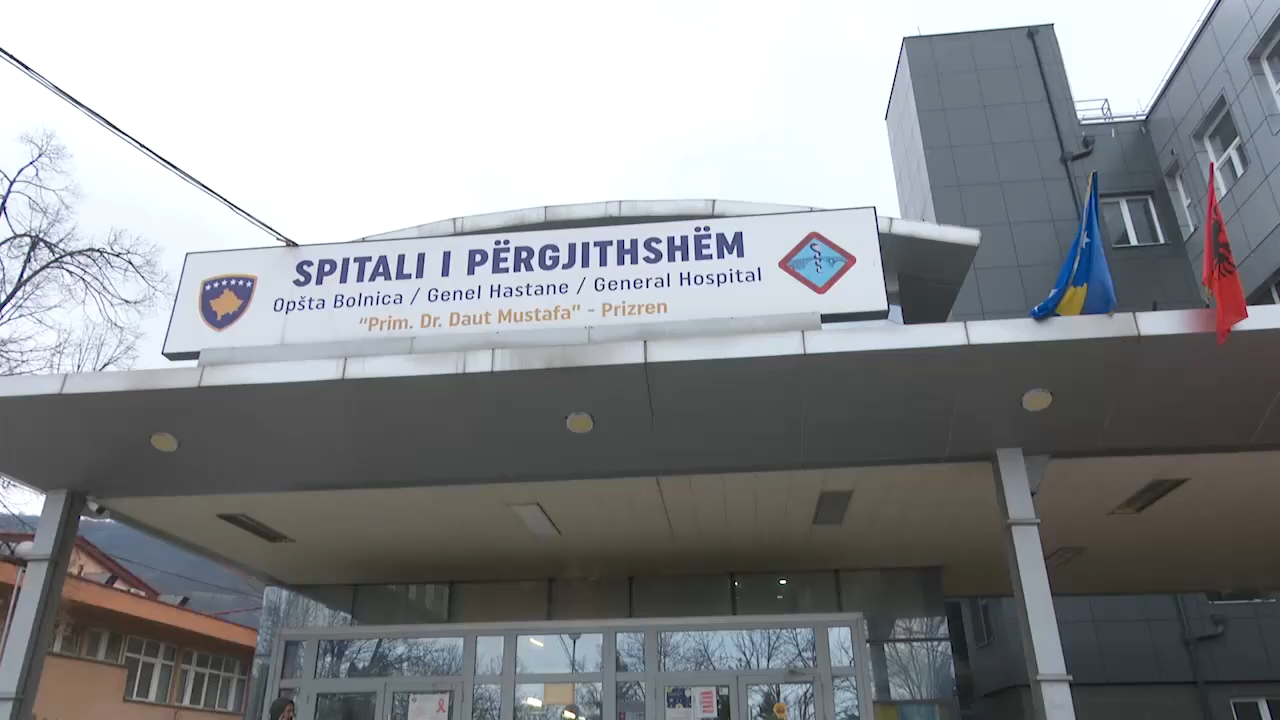 SPITALI I PËRGJITHSHËM
Opšta Bolnica / Genel Hastane / General Hospital
"Prim. Dr. Daut Mustafa" - Prizren